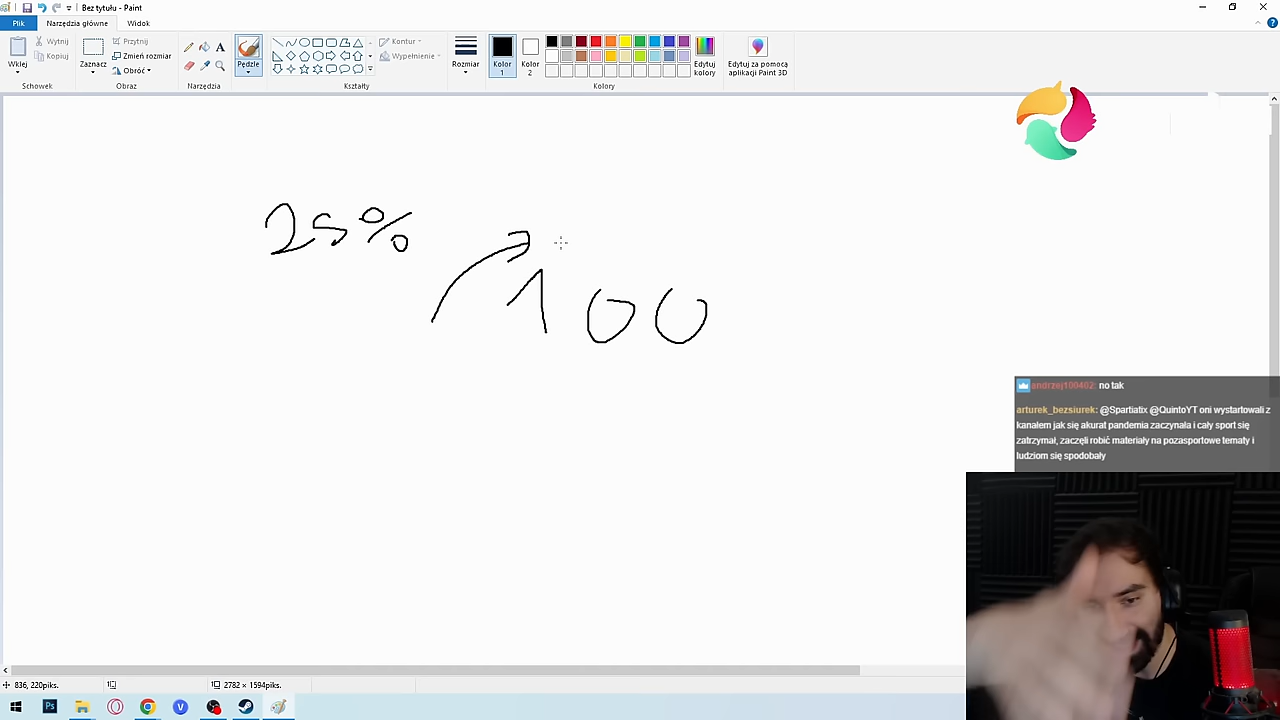 Bez tytułu - Paint
Plik Narzędzia główne Widok
Wklej
Wytnij
Kopiuj
Schowek
Zaznacz
Przytnij
Zmień rozmiar
Obróć
Obraz
A
Narzędzia
Pędzle
Kontur
Wypełnienie
Kształty
Rozmiar
Kolor 1
Kolor 2
Edytuj kolory
Kolory
Edytuj za pomocą aplikacji Paint 3D
25%
100
andrzej100402: no tak
arturek_bezsiurek: @Spartiatix @QuintoYT oni wystartowali z
kanałem jak się akurat pandemia zaczynała i cały sport się
zatrzymał, zaczęli robić materiały na pozasportowe tematy i
ludziom się spodobały
836, 220piks.
2782 × 1594piks.
Ps
V